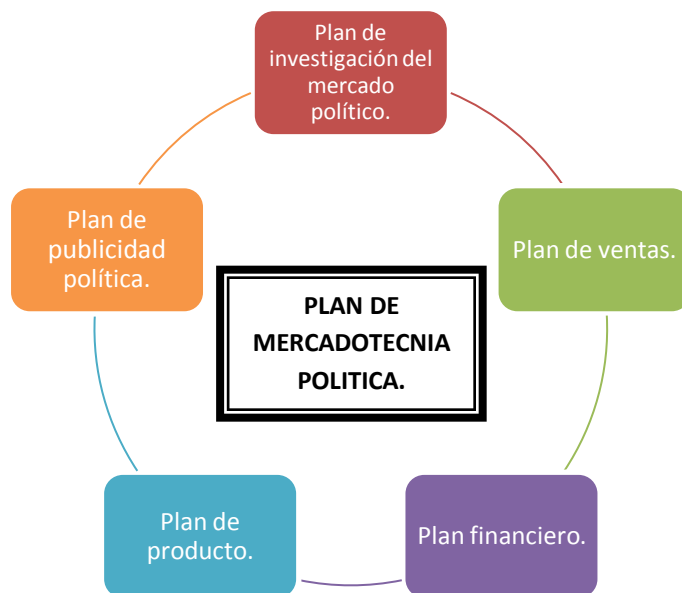 Plan de
investigación del
mercado
político.
Plan de
publicidad
política.
Plan de ventas.
PLAN DE
MERCADOTECNIA
POLITICA.
Plan de
producto.
Plan financiero.